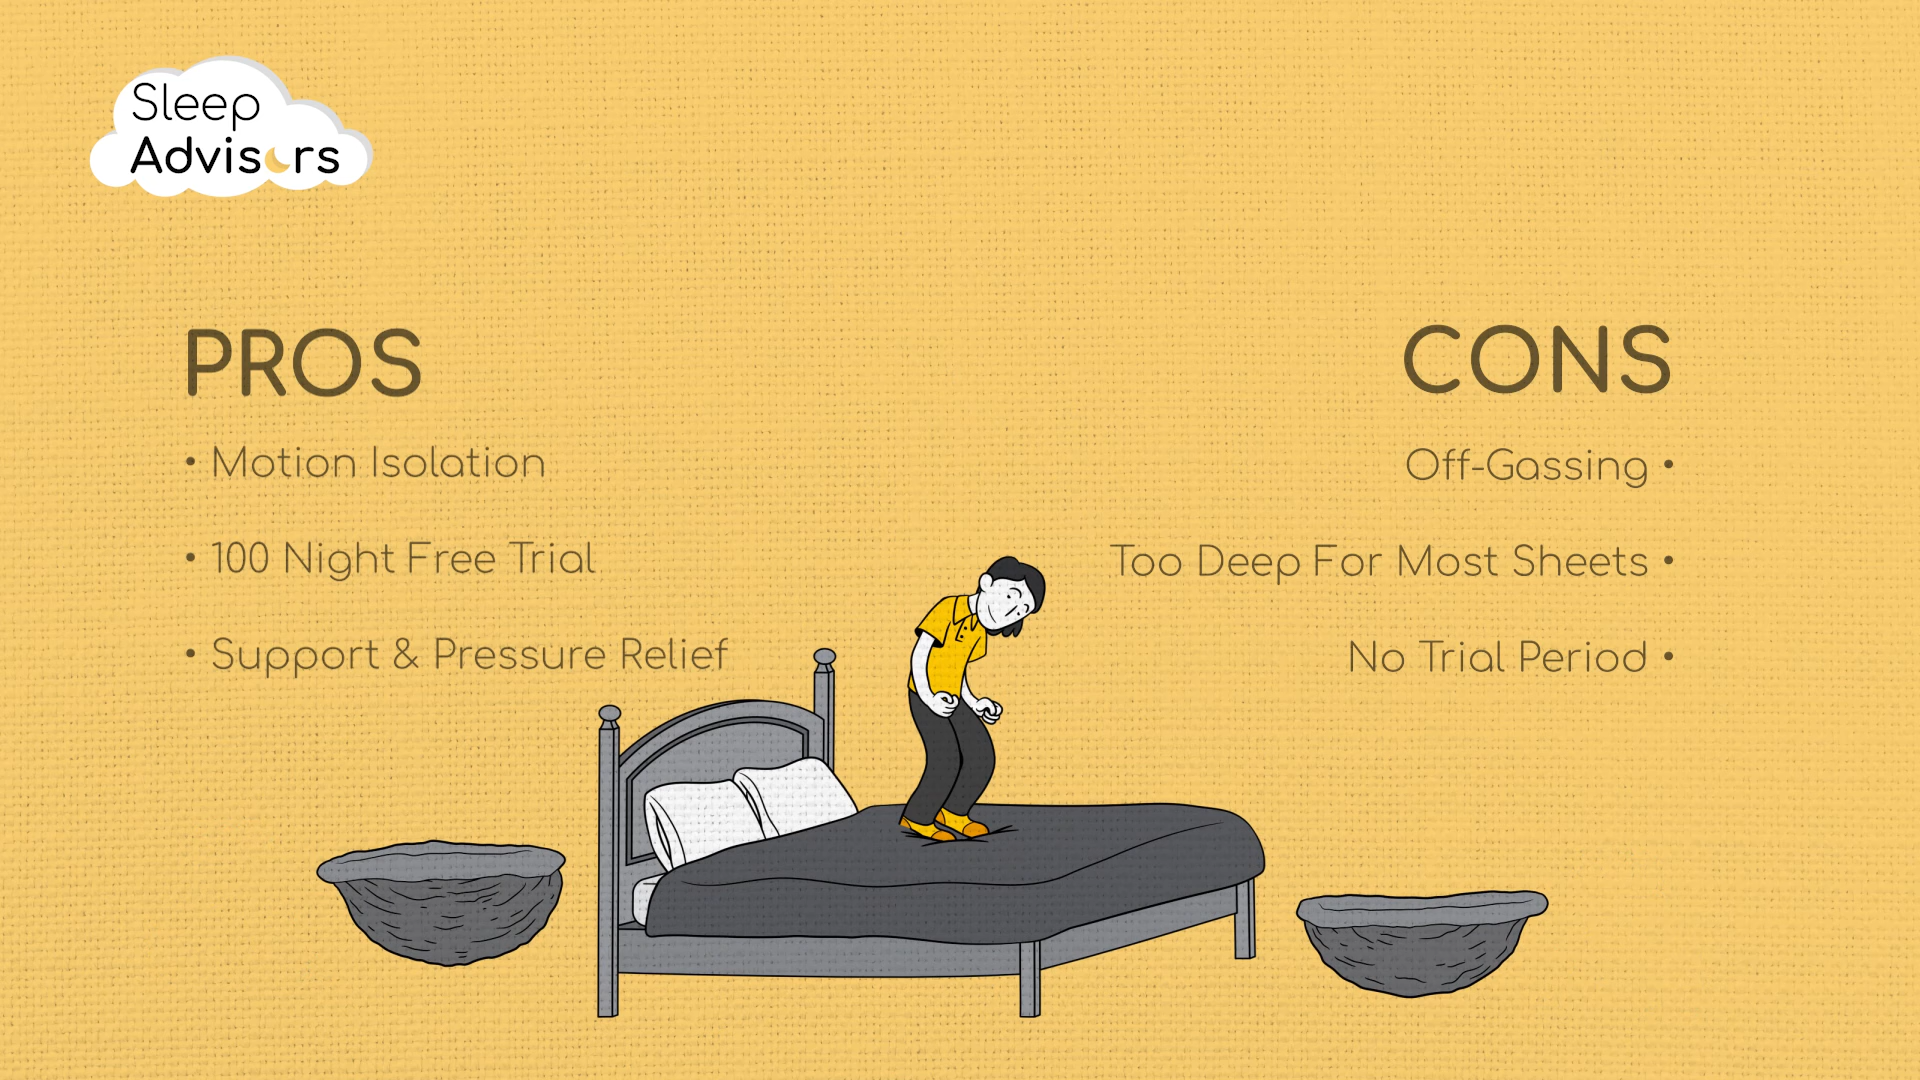 Sleep
Advisors
PROS
• Motion Isolation
• 100 Night Free Trial
• Support & Pressure Relief
CONS
Off-Gassing •
Too Deep For Most Sheets •
No Trial Period •